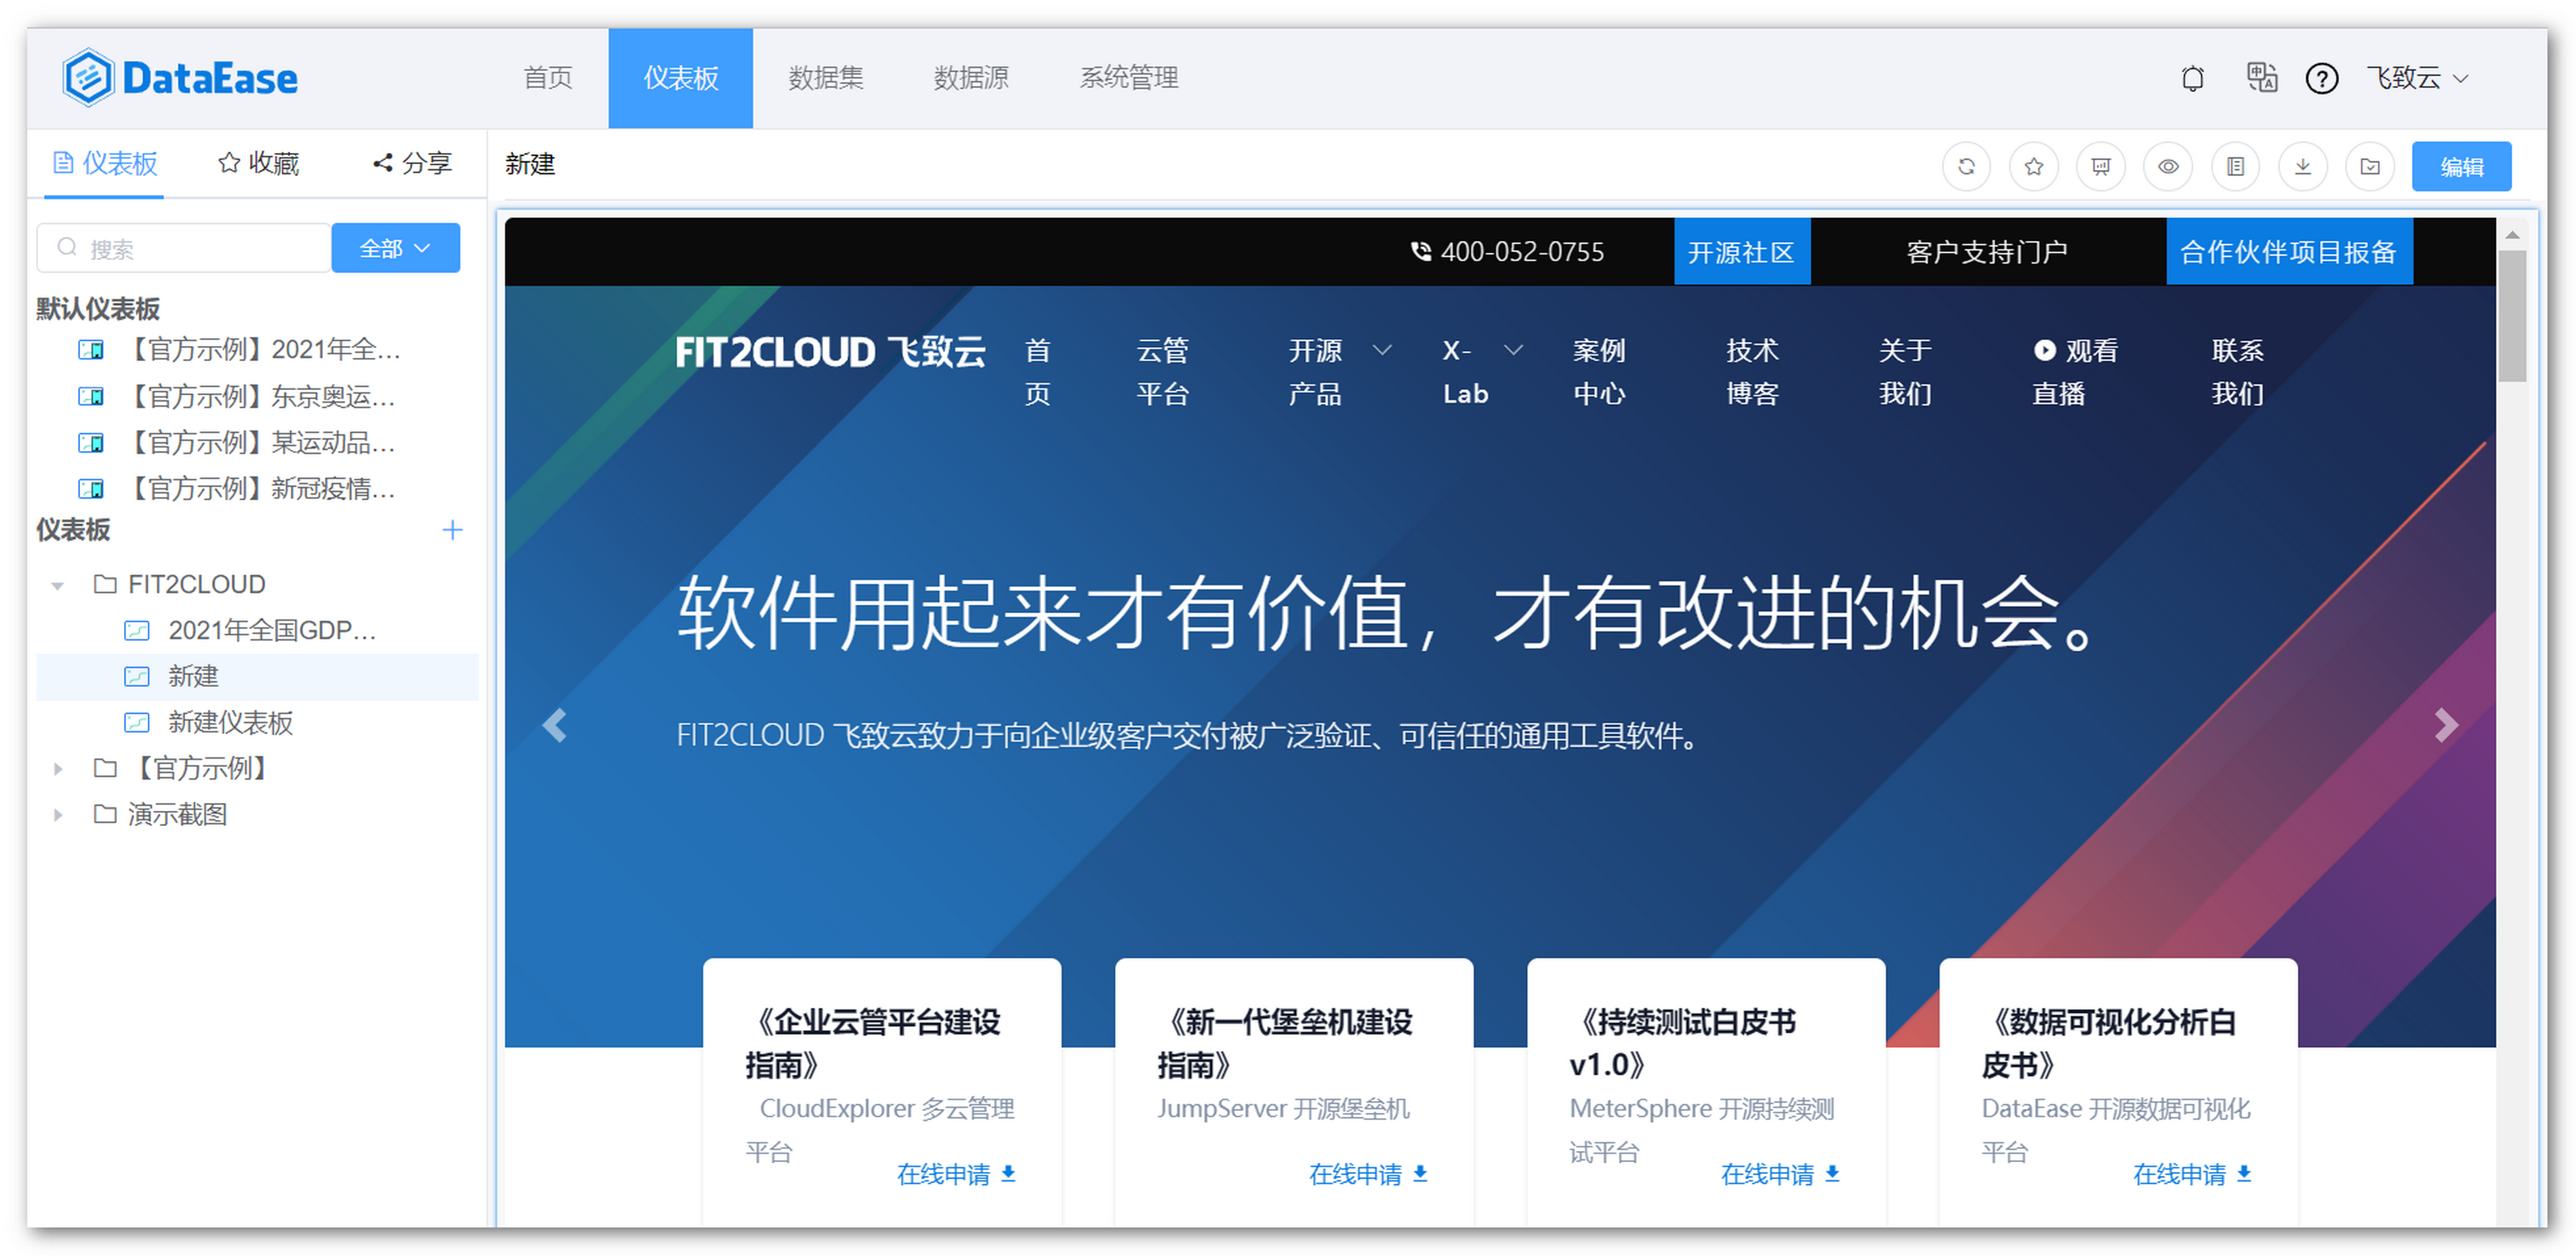 DataEase
首页 仪表板 数据集 数据源 系统管理 飞致云
仪表板 收藏 分享
新建
编辑
搜索 全部
默认仪表板
【官方示例】2021年全...
【官方示例】东京奥运...
【官方示例】某运动品...
【官方示例】新冠疫情...
仪表板
FIT2CLOUD
2021年全国GDP...
新建
新建仪表板
【官方示例】
演示截图
400-052-0755 开源社区 客户支持门户 合作伙伴项目报备
FIT2CLOUD 飞致云
首页
云管平台
开源产品
X-Lab
案例中心
技术博客
关于我们
观看直播
联系我们
软件用起来才有价值，才有改进的机会。
FIT2CLOUD 飞致云致力于向企业级客户交付被广泛验证、可信任的通用工具软件。
《企业云管平台建设
指南》
CloudExplorer 多云管理
平台
在线申请
《新一代堡垒机建设
指南》
JumpServer 开源堡垒机
在线申请
《持续测试白皮书
v1.0》
MeterSphere 开源持续测
试平台
在线申请
《数据可视化分析白
皮书》
DataEase 开源数据可视化
平台
在线申请